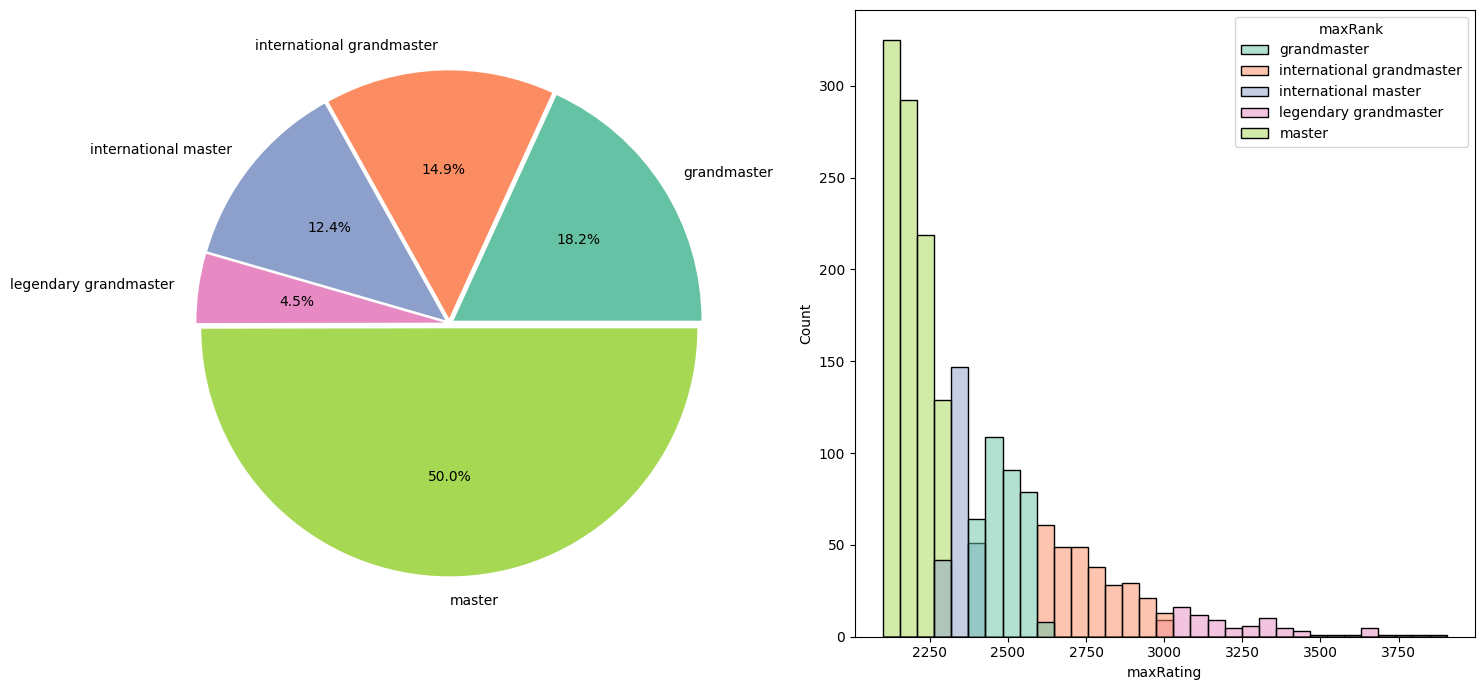 international grandmaster
14.9%
international master
12.4%
grandmaster
18.2%
legendary grandmaster
4.5%
50.0%
master
maxRank
grandmaster
international grandmaster
international master
legendary grandmaster
master
Count
300
250
200
150
100
50
0
2250
2500
2750
3000
3250
3500
3750
maxRating